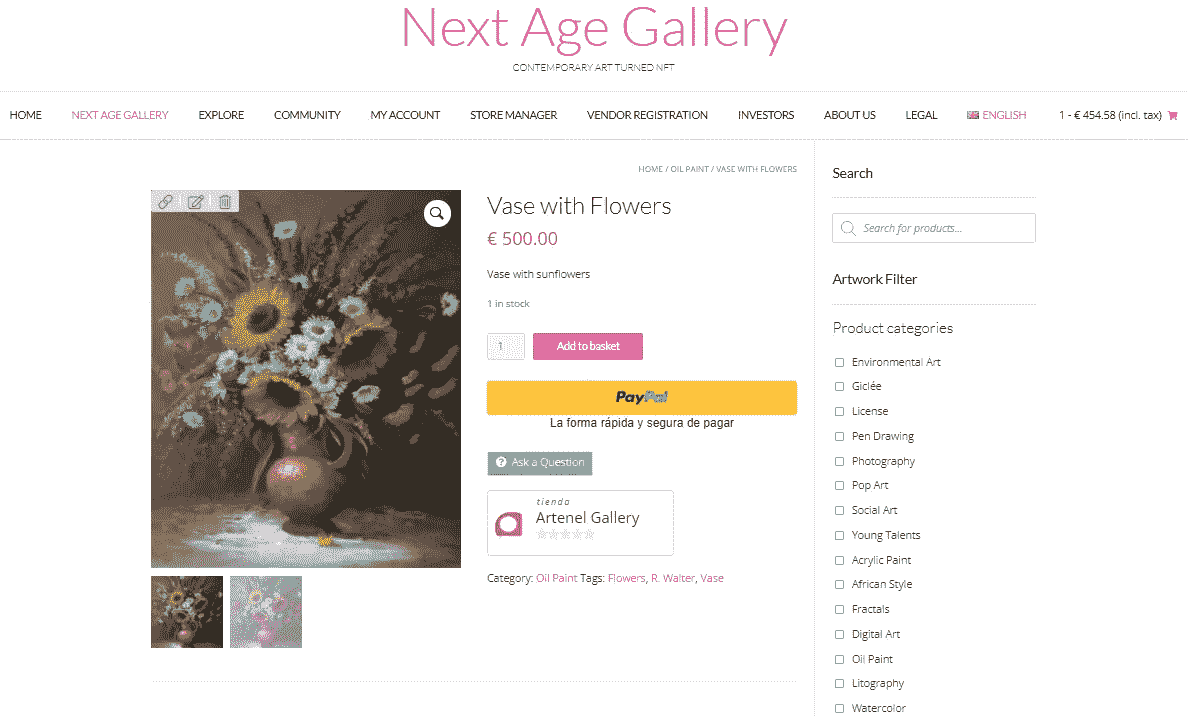 Next Age Gallery
CONTEMPORARY ART TURNED NFT
HOME NEXT AGE GALLERY EXPLORE COMMUNITY MY ACCOUNT STORE MANAGER VENDOR REGISTRATION INVESTORS ABOUT US LEGAL ENGLISH 1 - € 454.58 (incl. tax)
HOME / OIL PAINT / VASE WITH FLOWERS
Vase with Flowers
€ 500.00
Vase with sunflowers
1 in stock
1 Add to basket
PayPal
La forma rápida y segura de pagar
Ask a Question
tienda
Artenel Gallery
Category: Oil Paint Tags: Flowers, R. Walter, Vase
Search
Search for products...
Artwork Filter
Product categories
Environmental Art
Giclée
License
Pen Drawing
Photography
Pop Art
Social Art
Young Talents
Acrylic Paint
African Style
Fractals
Digital Art
Oil Paint
Litography
Watercolor